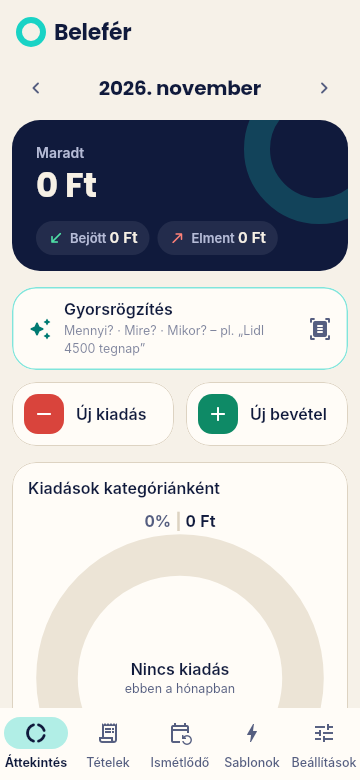 Belefér
2026. november
Maradt
0 Ft
Bejött 0 Ft
Elment 0 Ft
Gyorsrögzítés
Mennyi? · Mire? · Mikor? – pl. „Lidl
4500 tegnap”
Új kiadás
Új bevétel
Kiadások kategóriánként
0% | 0 Ft
Nincs kiadás
ebben a hónapban
Áttekintés
Tételek
Ismétlődő
Sablonok
Beállítások